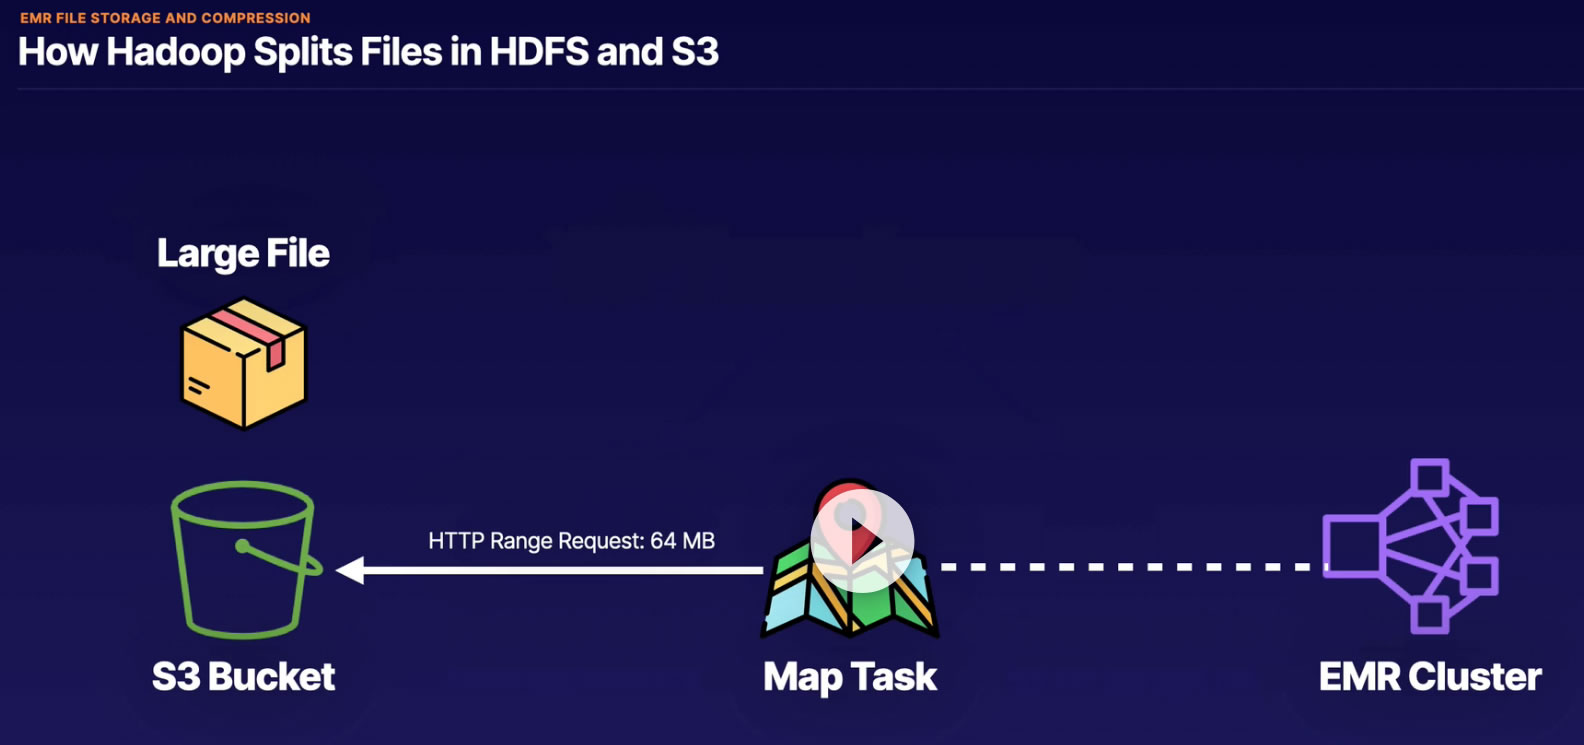 EMR FILE STORAGE AND COMPRESSION
How Hadoop Splits Files in HDFS and S3
Large File
HTTP Range Request: 64 MB
S3 Bucket
Map Task
EMR Cluster